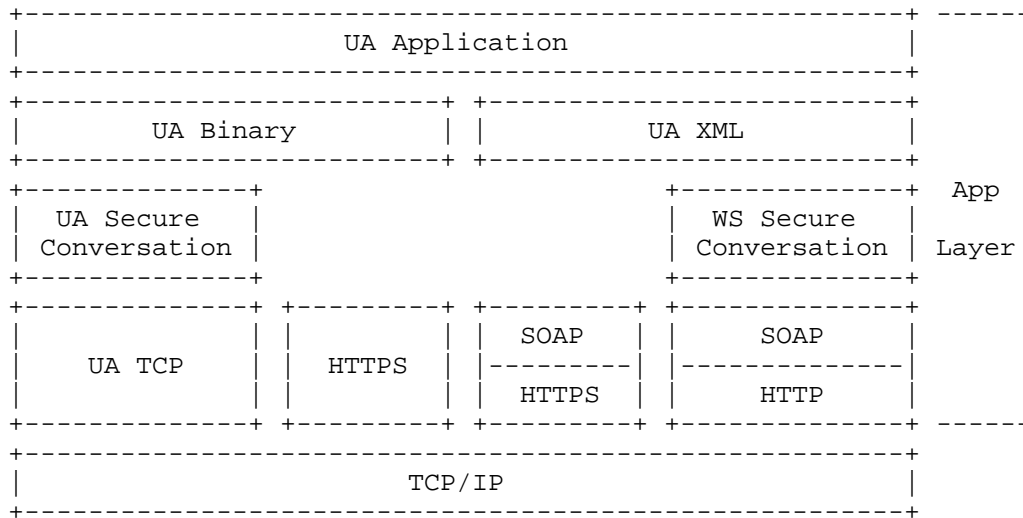 UA Application
UA Binary UA XML
App
UA Secure WS Secure
Conversation Conversation Layer
SOAP SOAP
UA TCP HTTPS
HTTPS HTTP
TCP/IP